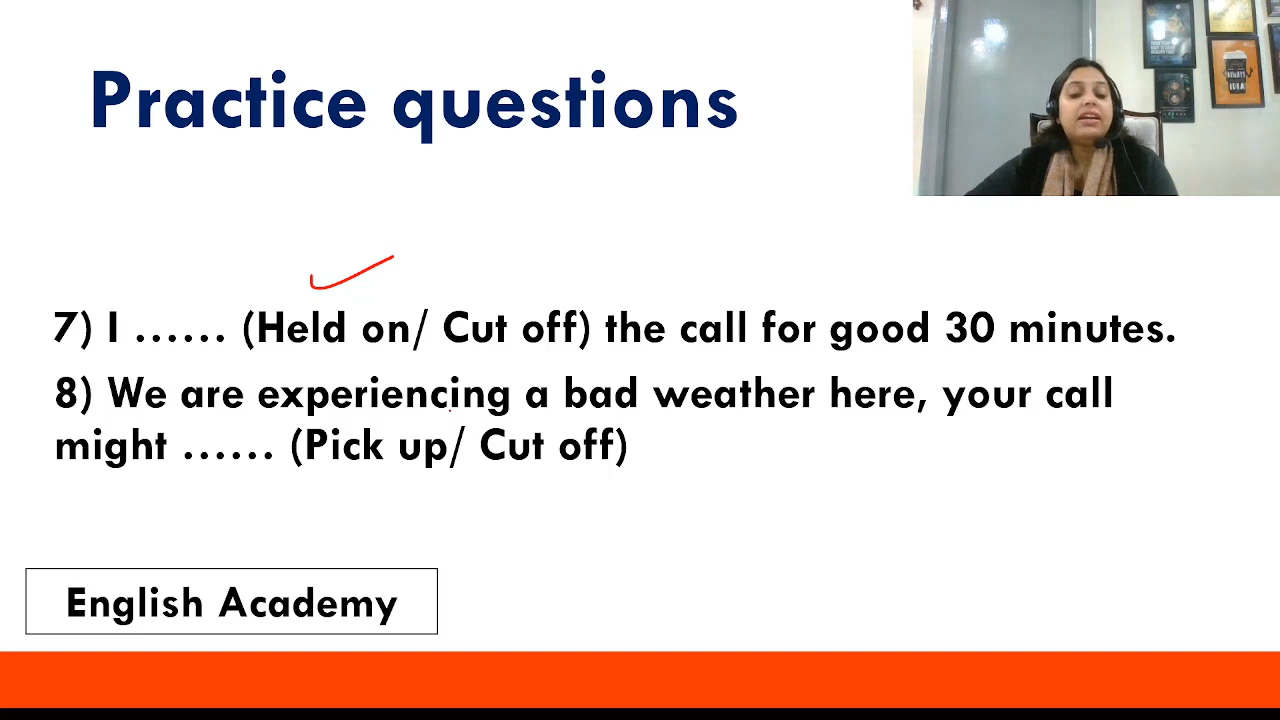 Practice questions
7) I ...... (Held on/ Cut off) the call for good 30 minutes.
8) We are experiencing a bad weather here, your call
might ...... (Pick up/ Cut off)
English Academy